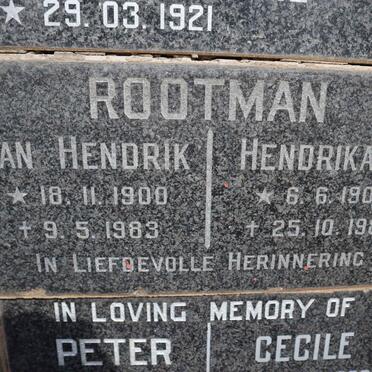 ★ 29.03.1921
ROOTMAN
AN HENDRIK HENDRIKA
★ 18.11.1900 ★ 6.6.190
† 9.5.1983 † 25.10.19
IN LIEFDEVOLLE HERINNERING
IN LOVING MEMORY OF
PETER CECILE